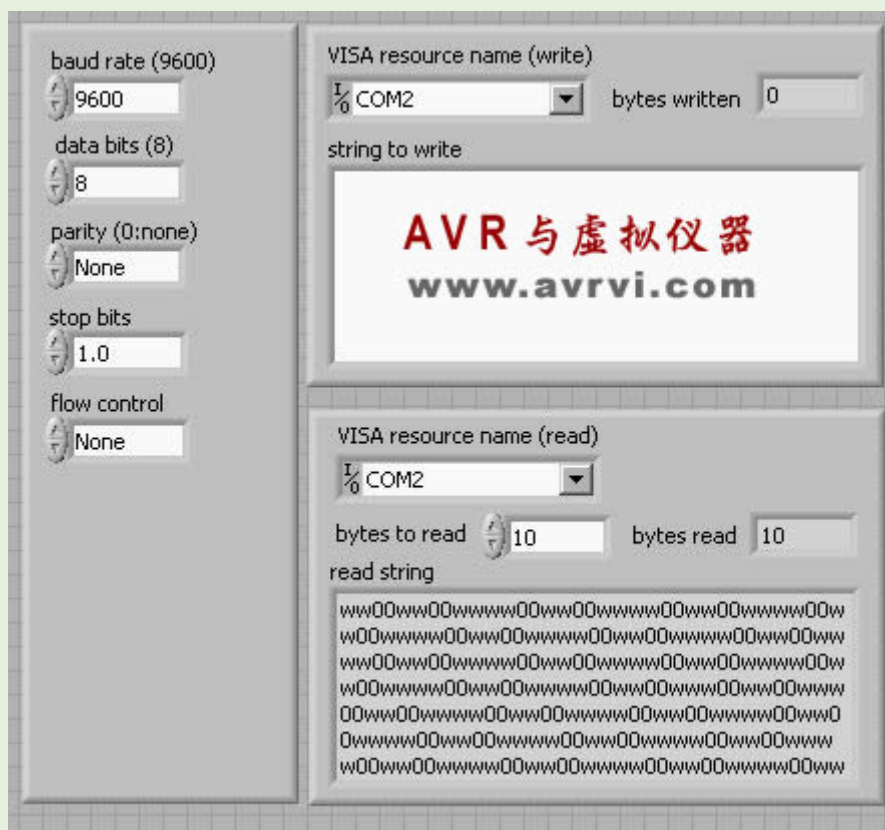 baud rate (9600)
9600
data bits (8)
8
parity (0:none)
None
stop bits
1.0
flow control
None
VISA resource name (write)
I/O COM2
bytes written 0
string to write
AVR 与虚拟仪器
www.avrvi.com
VISA resource name (read)
I/O COM2
bytes to read 10 bytes read 10
read string
ww00ww00wwww00ww00wwww00ww00wwww00w
w00wwww00ww00wwww00ww00wwww00ww00ww
ww00ww00wwww00ww00wwww00ww00wwww00w
w00wwww00ww00wwww00ww00wwww00ww00www
00ww00wwww00ww00wwww00ww00wwww00ww0
0wwww00ww00wwww00ww00wwww00ww00www
w00ww00wwww00ww00wwww00ww00wwww00ww